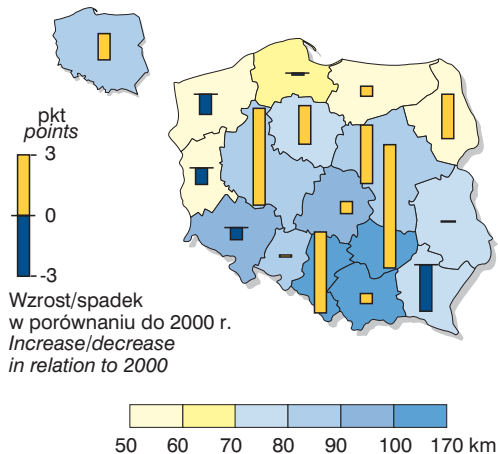 pkt
points
3
0
-3
Wzrost/spadek
w porównaniu do 2000 r.
Increase/decrease
in relation to 2000
50 60 70 80 90 100 170 km